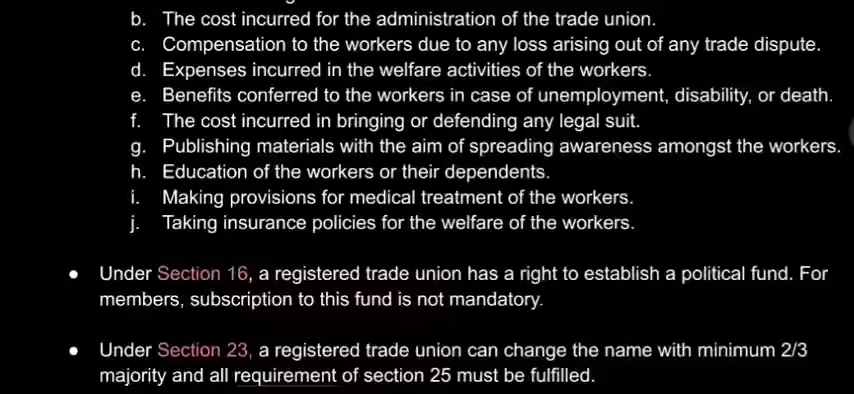 b. The cost incurred for the administration of the trade union.
c. Compensation to the workers due to any loss arising out of any trade dispute.
d. Expenses incurred in the welfare activities of the workers.
e. Benefits conferred to the workers in case of unemployment, disability, or death.
f. The cost incurred in bringing or defending any legal suit.
g. Publishing materials with the aim of spreading awareness amongst the workers.
h. Education of the workers or their dependents.
i. Making provisions for medical treatment of the workers.
j. Taking insurance policies for the welfare of the workers.
• Under Section 16, a registered trade union has a right to establish a political fund. For
members, subscription to this fund is not mandatory.
• Under Section 23, a registered trade union can change the name with minimum 2/3
majority and all requirement of section 25 must be fulfilled.